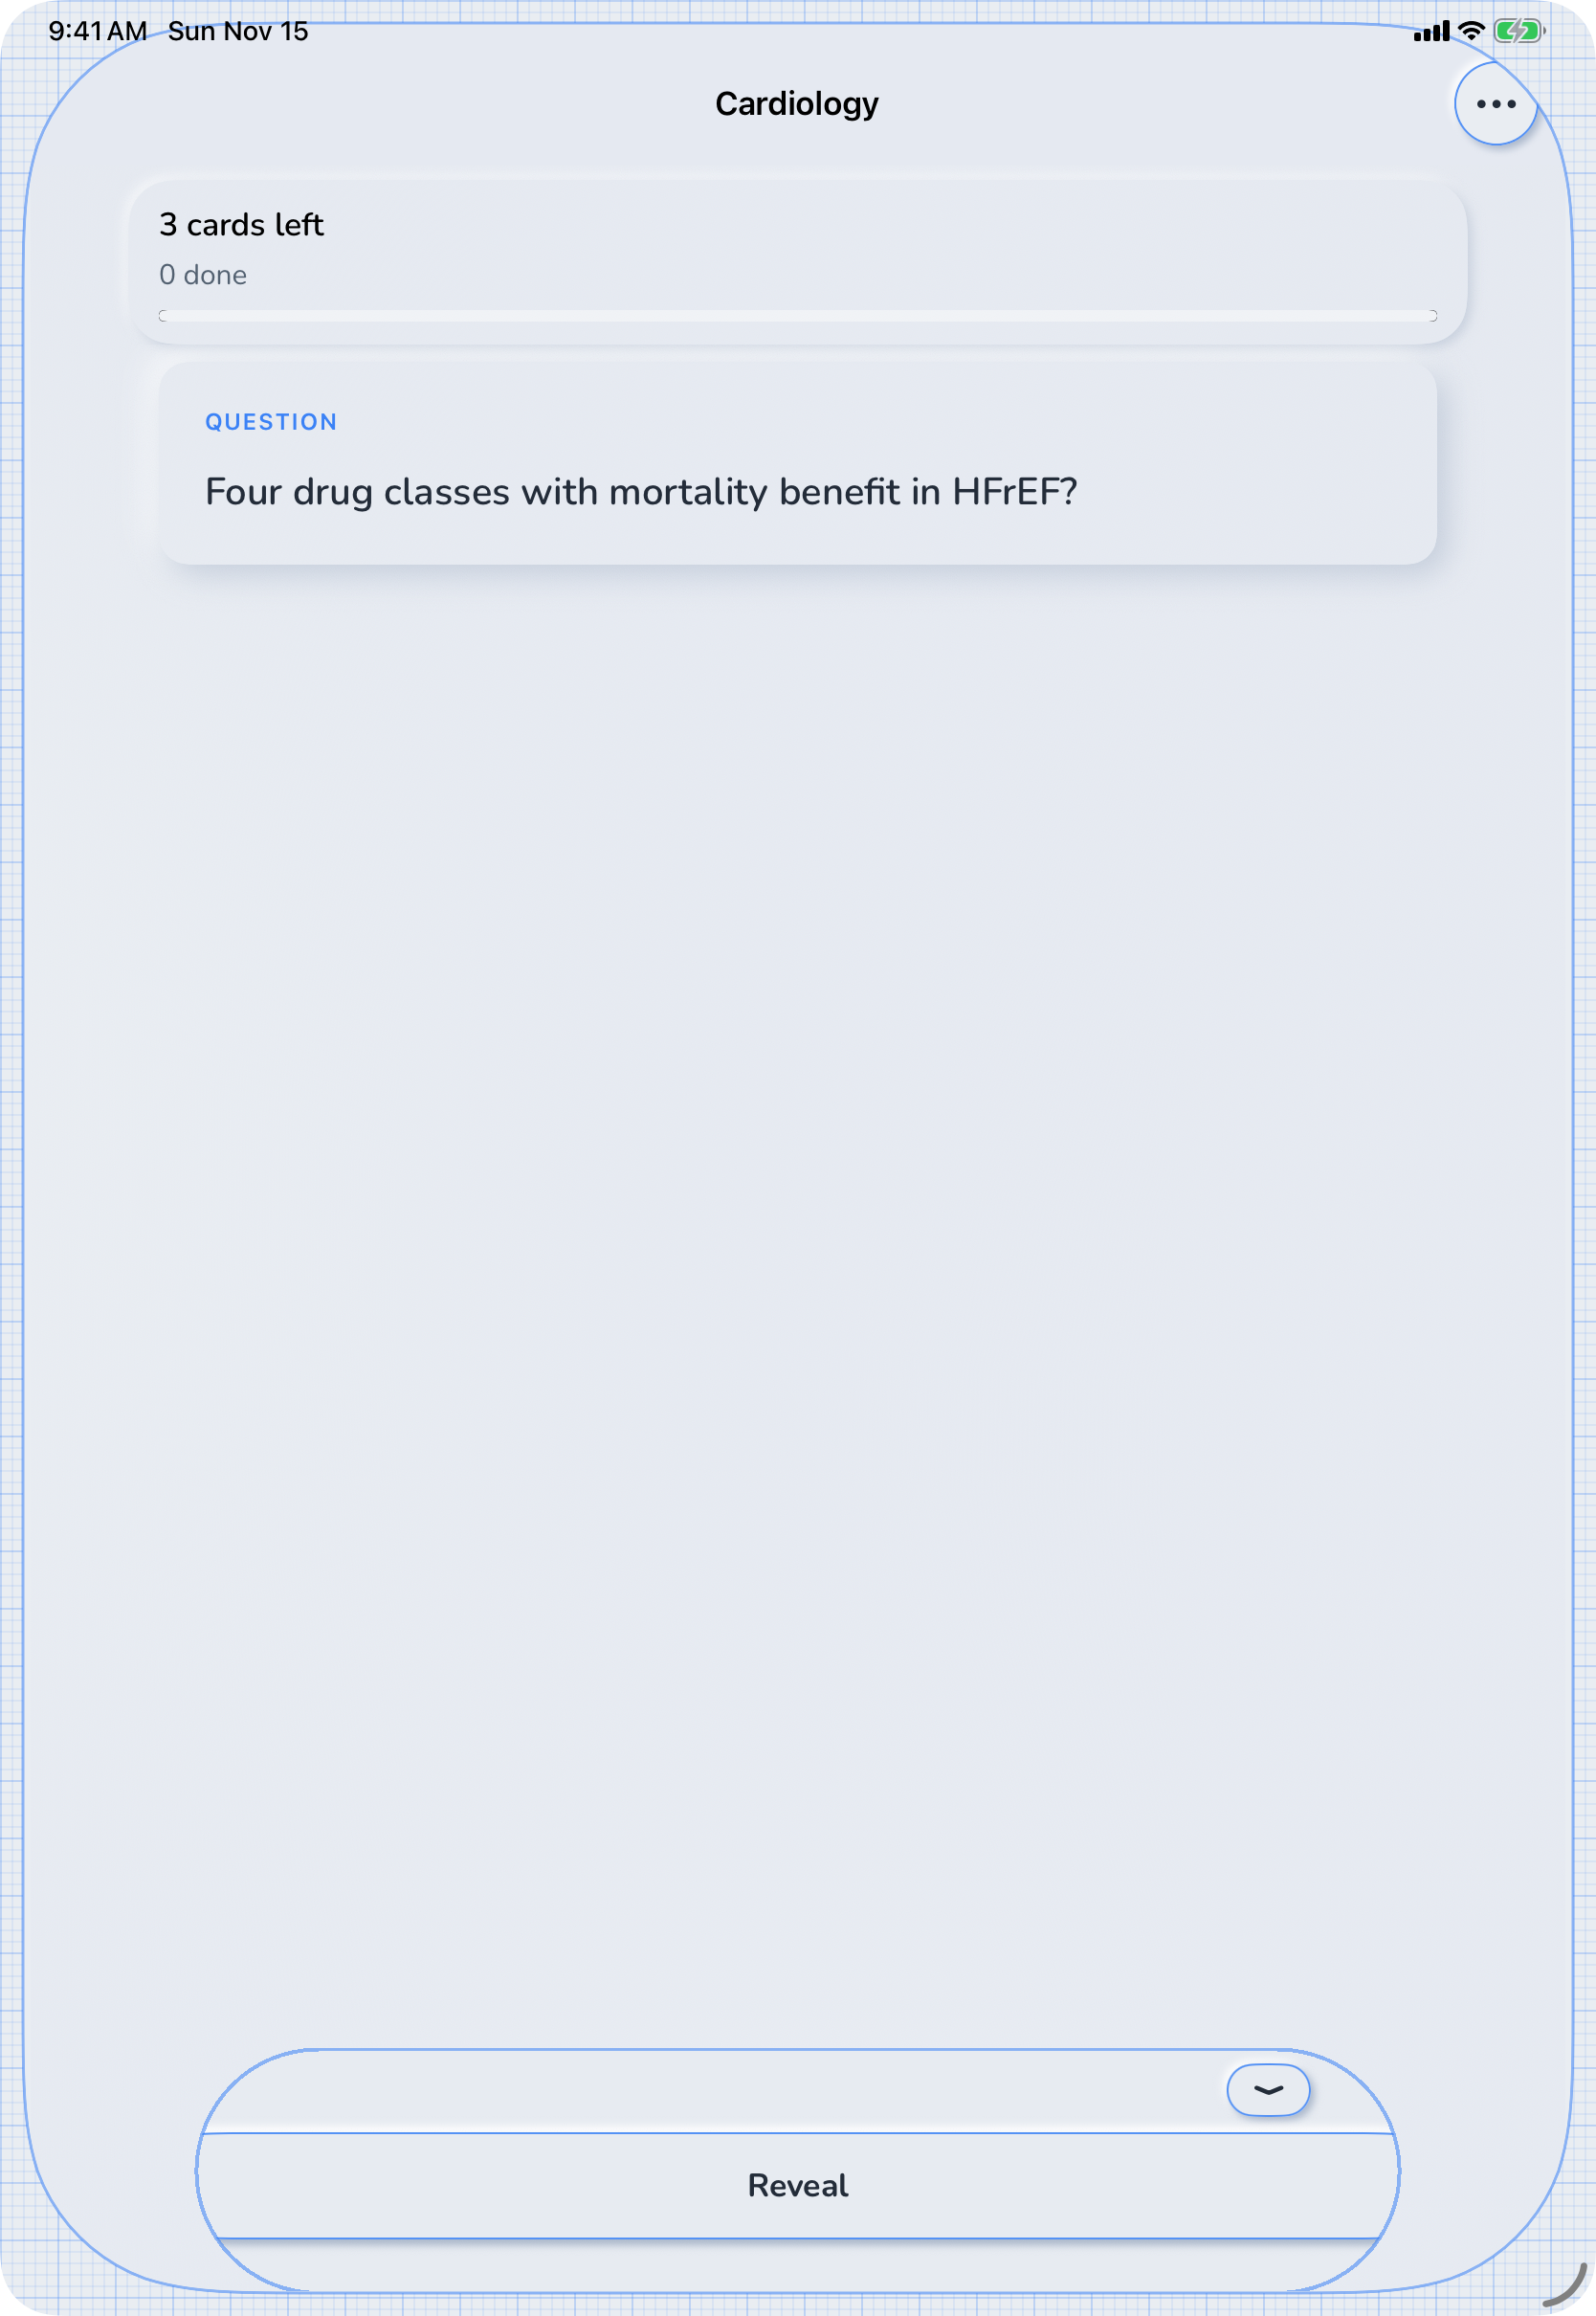 9:41 AM Sun Nov 15
Cardiology
3 cards left
0 done
QUESTION
Four drug classes with mortality benefit in HFrEF?
Reveal